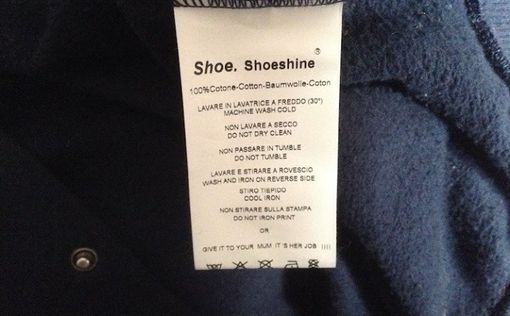 Shoe. Shoeshine ®
100%Cotone-Cotton-Baumwolle-Coton
LAVARE IN LAVATRICE A FREDDO (30°)
MACHINE WASH COLD
NON LAVARE A SECCO
DO NOT DRY CLEAN
NON PASSARE IN TUMBLE
DO NOT TUMBLE
LAVARE E STIRARE A ROVESCIO
WASH AND IRON ON REVERSE SIDE
STIRO TIEPIDO
COOL IRON
NON STIRARE SULLA STAMPA
DO NOT IRON PRINT
OR
GIVE IT TO YOUR MUM IT'S HER JOB !!!!